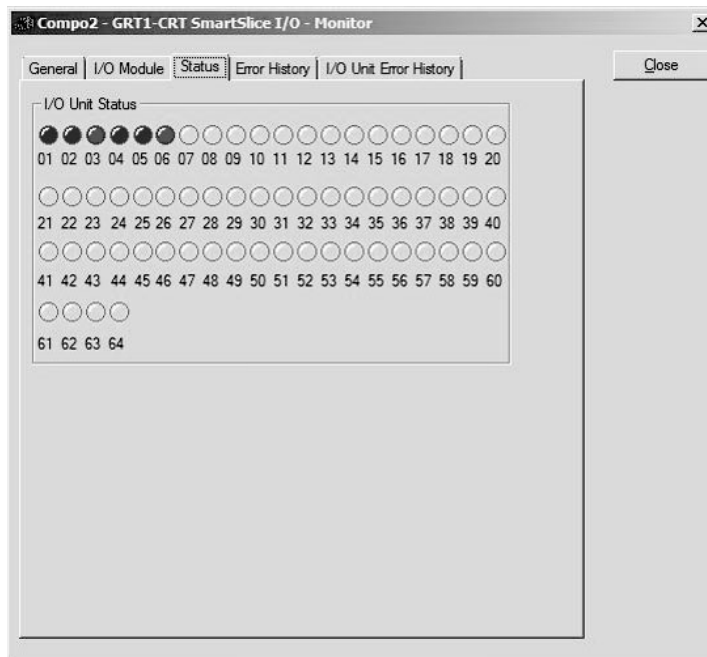 Compo2 - GRT1-CRT SmartSlice I/O - Monitor
General I/O Module Status Error History I/O Unit Error History
Close
I/O Unit Status
01 02 03 04 05 06 07 08 09 10 11 12 13 14 15 16 17 18 19 20
21 22 23 24 25 26 27 28 29 30 31 32 33 34 35 36 37 38 39 40
41 42 43 44 45 46 47 48 49 50 51 52 53 54 55 56 57 58 59 60
61 62 63 64